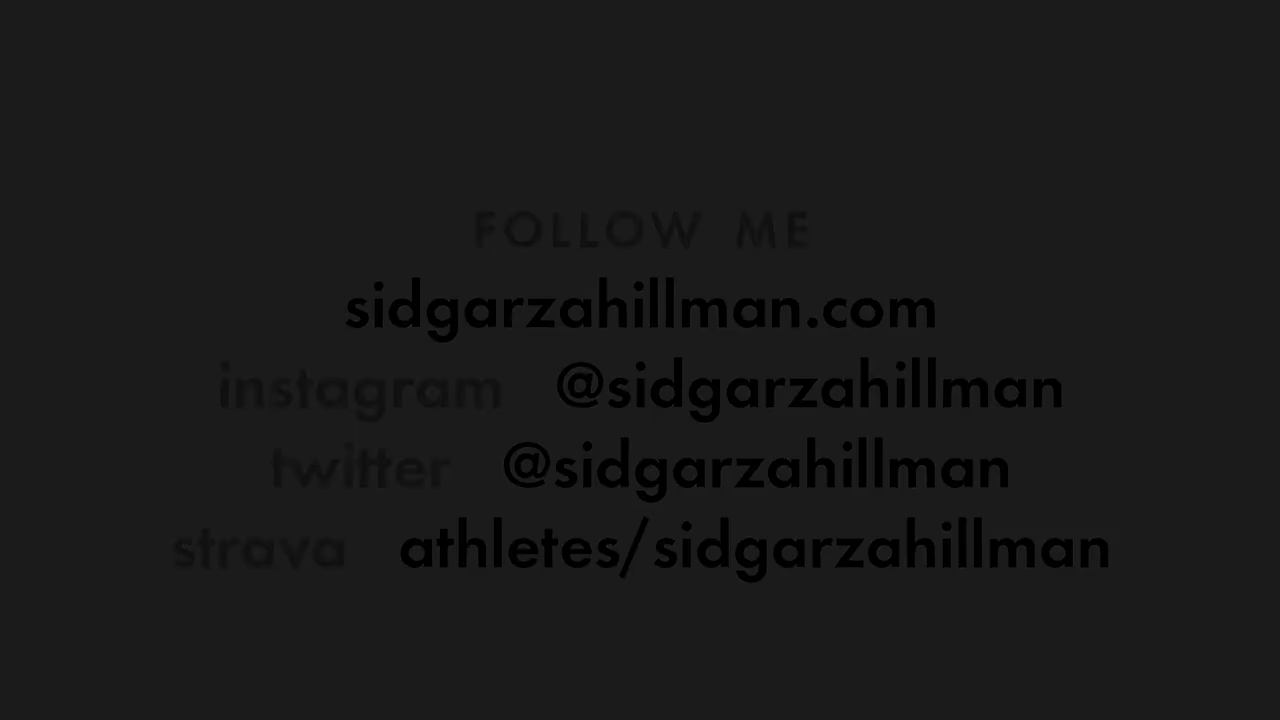 FOLLOW ME
sidgarzahillman.com
instagram @sidgarzahillman
twitter @sidgarzahillman
strava athletes/sidgarzahillman